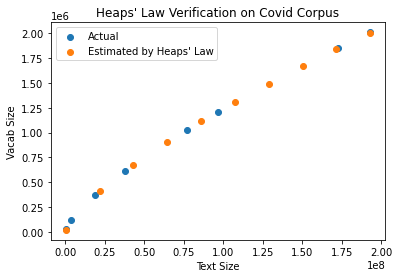 Heaps' Law Verification on Covid Corpus
1e6
Actual
Estimated by Heaps' Law
2.00
1.75
1.50
1.25
1.00
0.75
0.50
0.25
0.00
Vacab Size
0.00 0.25 0.50 0.75 1.00 1.25 1.50 1.75 2.00
Text Size
1e8